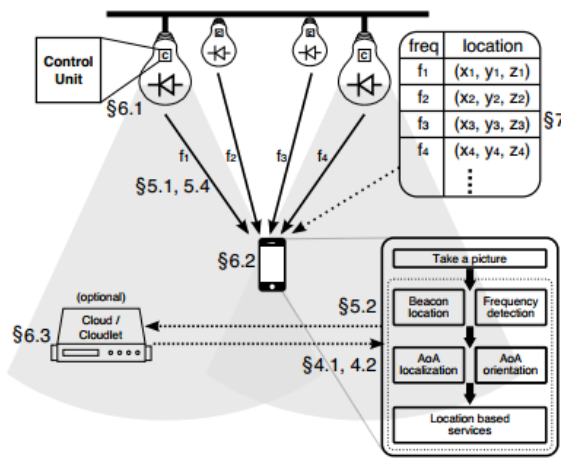 C
C
C
C
Control
Unit
§6.1
freq location
f1 (x1, y1, z1)
f2 (x2, y2, z2)
f3 (x3, y3, z3)
f4 (x4, y4, z4)
§7
f1
f2
f3
f4
§5.1, 5.4
§6.2
(optional)
Cloud /
Cloudlet
§6.3
§5.2
§4.1, 4.2
Take a picture
Beacon
location
Frequency
detection
AoA
localization
AoA
orientation
Location based
services